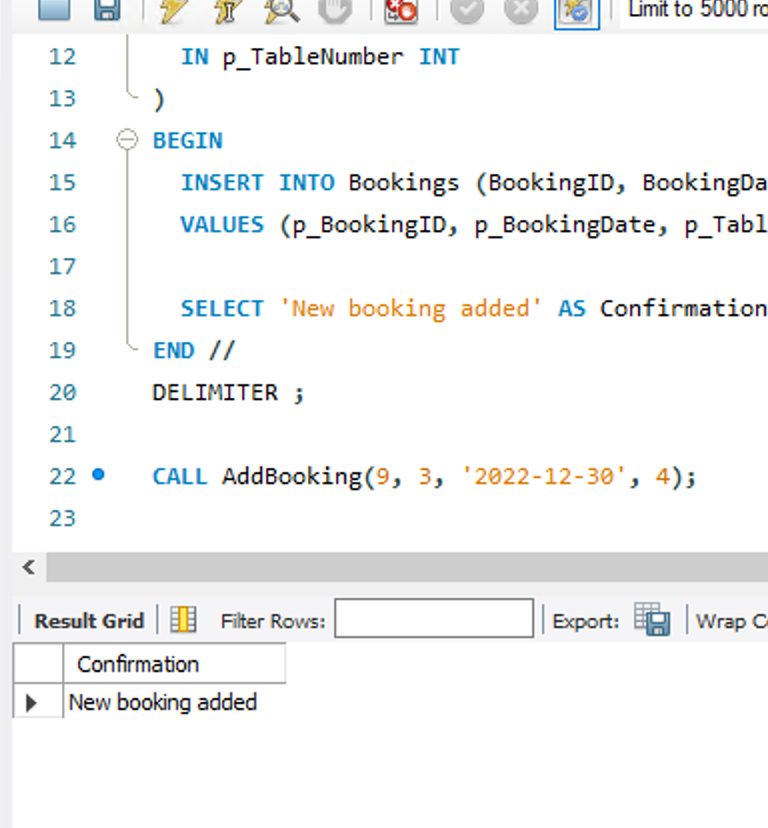 Limit to 5000 ro
12 IN p_TableNumber INT
13 )
14 BEGIN
15 INSERT INTO Bookings (BookingID, BookingDa
16 VALUES (p_BookingID, p_BookingDate, p_Tabl
17
18 SELECT 'New booking added' AS Confirmation
19 END //
20 DELIMITER ;
21
22 CALL AddBooking(9, 3, '2022-12-30', 4);
23
Result Grid Filter Rows: Export: Wrap Ce
Confirmation
New booking added